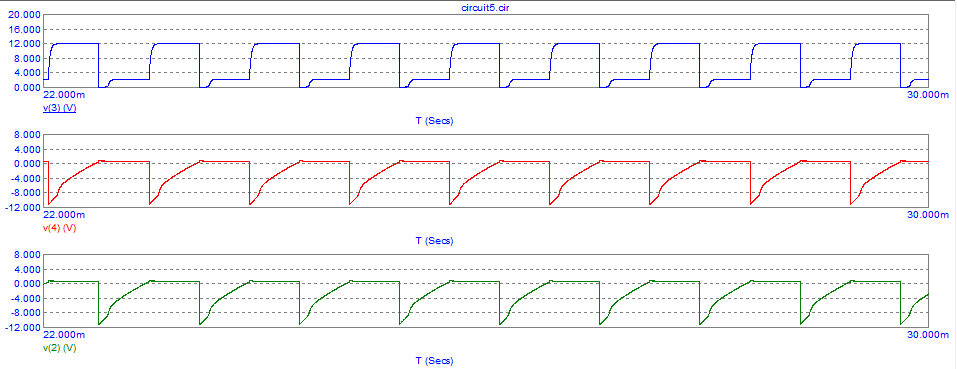 circuit5.cir
20.000
16.000
12.000
8.000
4.000
0.000
22.000m 30.000m
v(3) (V)
T (Secs)
8.000
4.000
0.000
-4.000
-8.000
-12.000
22.000m 30.000m
v(4) (V)
T (Secs)
8.000
4.000
0.000
-4.000
-8.000
-12.000
22.000m 30.000m
v(2) (V)
T (Secs)